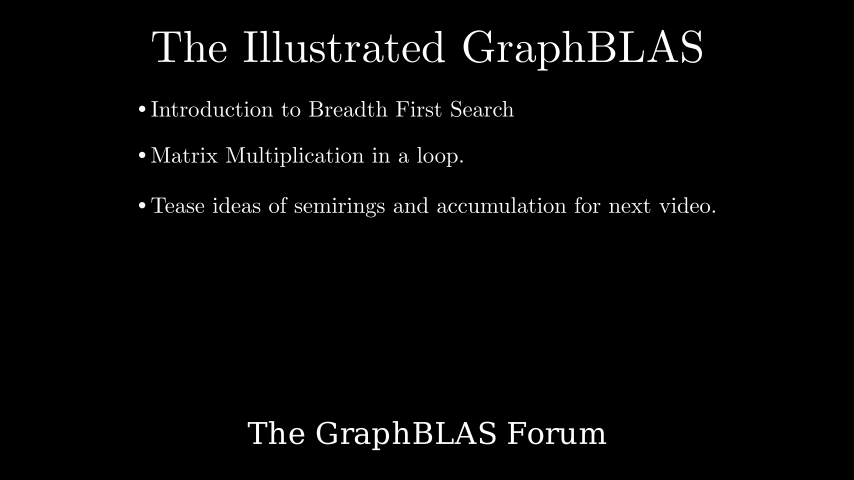 The Illustrated GraphBLAS
• Introduction to Breadth First Search
• Matrix Multiplication in a loop.
• Tease ideas of semirings and accumulation for next video.
The GraphBLAS Forum